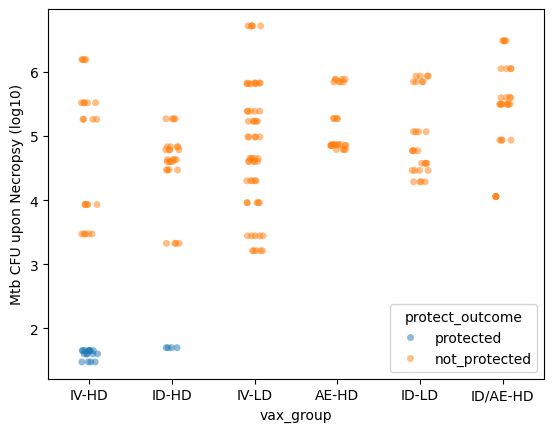 Mtb CFU upon Necropsy (log10)
6
5
4
3
2
protect_outcome
protected
not_protected
IV-HD ID-HD IV-LD AE-HD ID-LD ID/AE-HD
vax_group